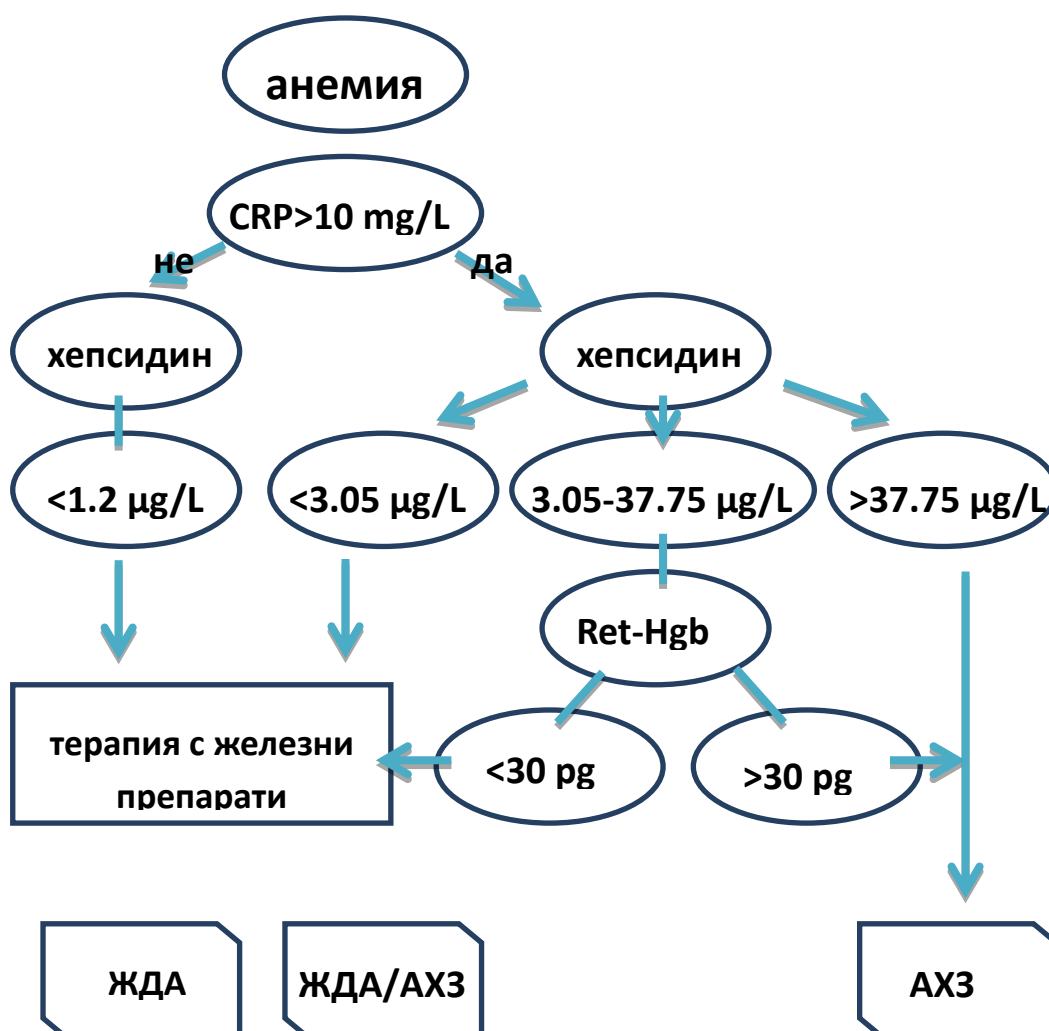 анемия
CRP>10 mg/L
не
да
хепсидин
хепсидин
<1.2 µg/L
<3.05 µg/L
3.05-37.75 µg/L
>37.75 µg/L
Ret-Hgb
терапия с железни
препарати
<30 pg
>30 pg
ЖДА
ЖДА/АХЗ
АХЗ